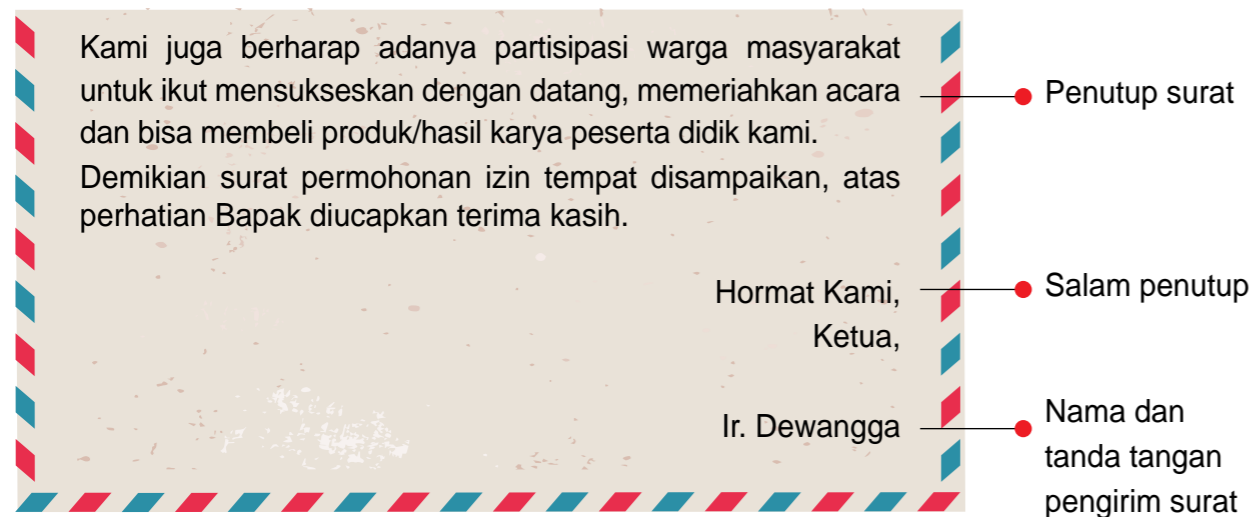 Kami juga berharap adanya partisipasi warga masyarakat
untuk ikut mensukseskan dengan datang, memeriahkan acara
dan bisa membeli produk/hasil karya peserta didik kami.
Demikian surat permohonan izin tempat disampaikan, atas
perhatian Bapak diucapkan terima kasih.
Penutup surat
Hormat Kami,
Salam penutup
Ketua,
Ir. Dewangga
Nama dan
tanda tangan
pengirim surat